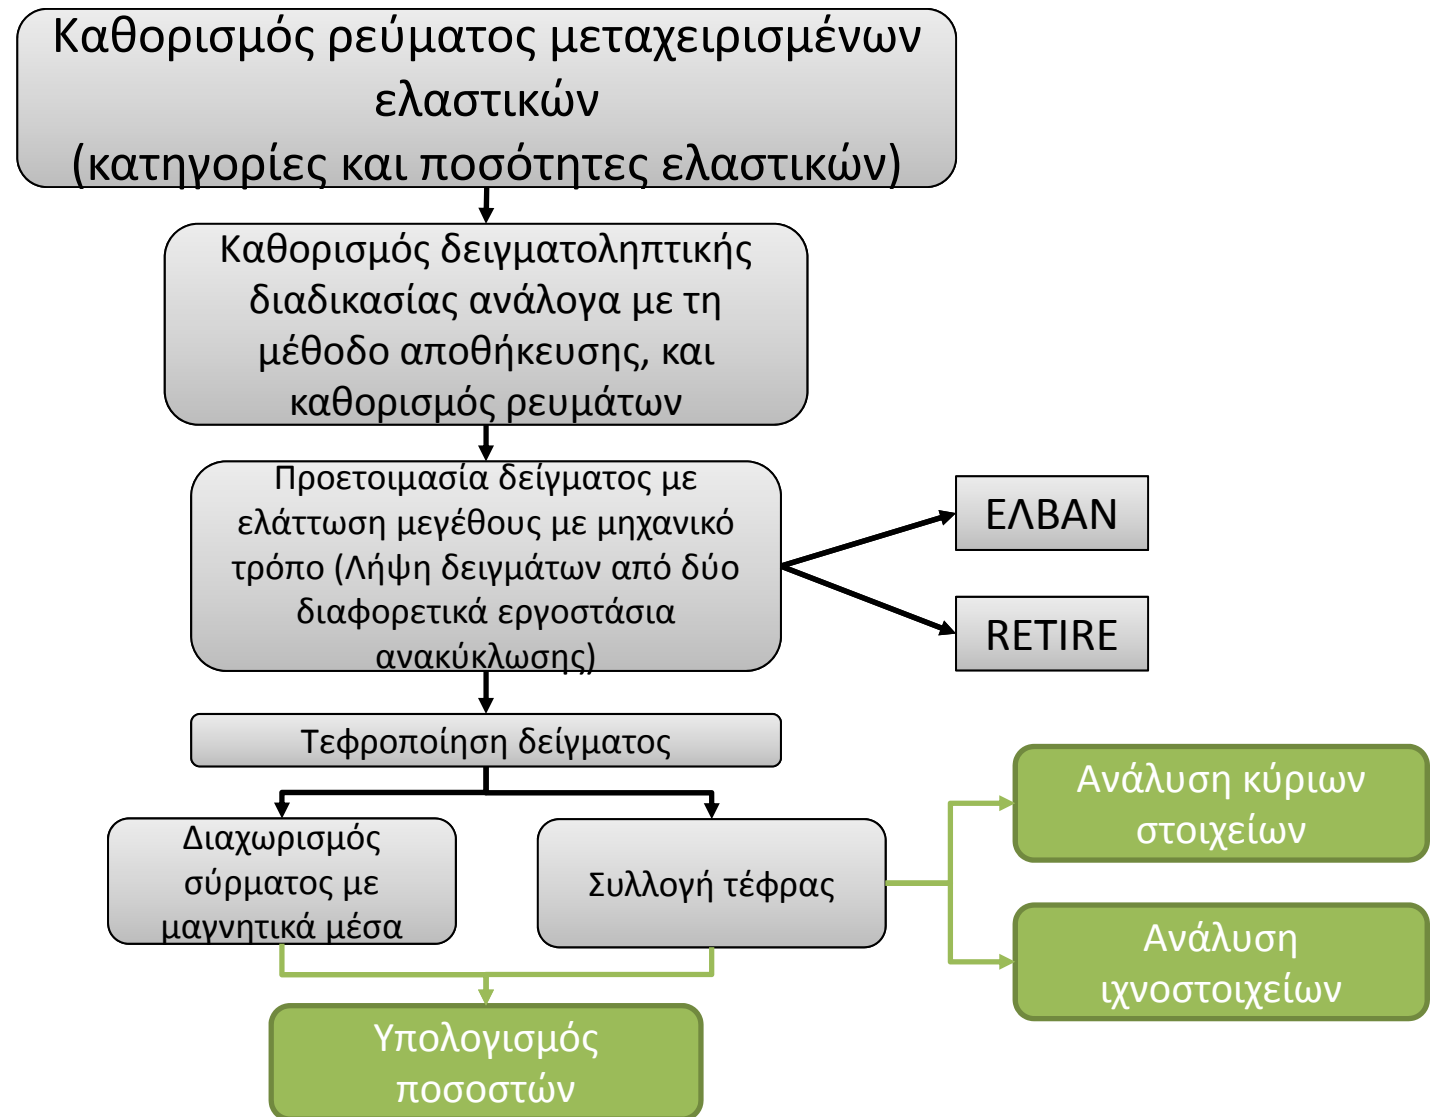 Καθορισμός ρεύματος μεταχειρισμένων
ελαστικών
(κατηγορίες και ποσότητες ελαστικών)
Καθορισμός δειγματοληπτικής
διαδικασίας ανάλογα με τη
μέθοδο αποθήκευσης, και
καθορισμός ρευμάτων
Προετοιμασία δείγματος με
ελάττωση μεγέθους με μηχανικό
τρόπο (Λήψη δειγμάτων από δύο
διαφορετικά εργοστάσια
ανακύκλωσης)
ΕΛΒΑΝ
RETIRE
Τεφροποίηση δείγματος
Διαχωρισμός
σύρματος με
μαγνητικά μέσα
Συλλογή τέφρας
Ανάλυση κύριων
στοιχείων
Ανάλυση
ιχνοστοιχείων
Υπολογισμός
ποσοστών